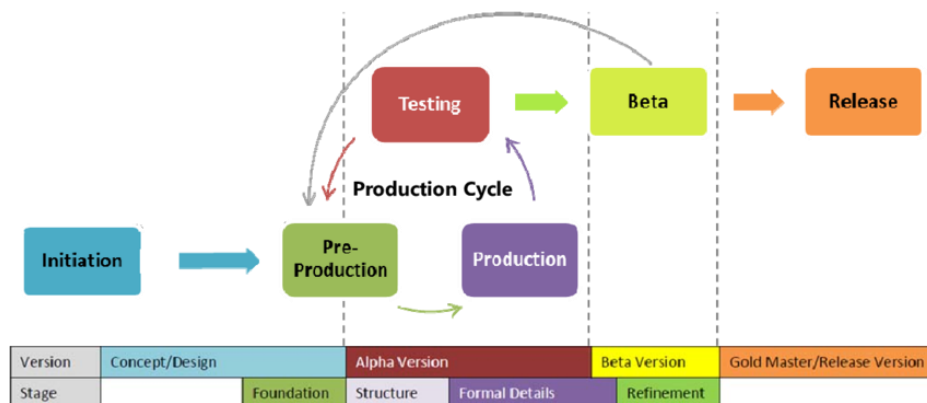 Testing
Beta
Release
Production Cycle
Initiation
Pre-
Production
Production
Version
Concept/Design
Alpha Version
Beta Version
Gold Master/Release Version
Stage
Foundation
Structure
Formal Details
Refinement